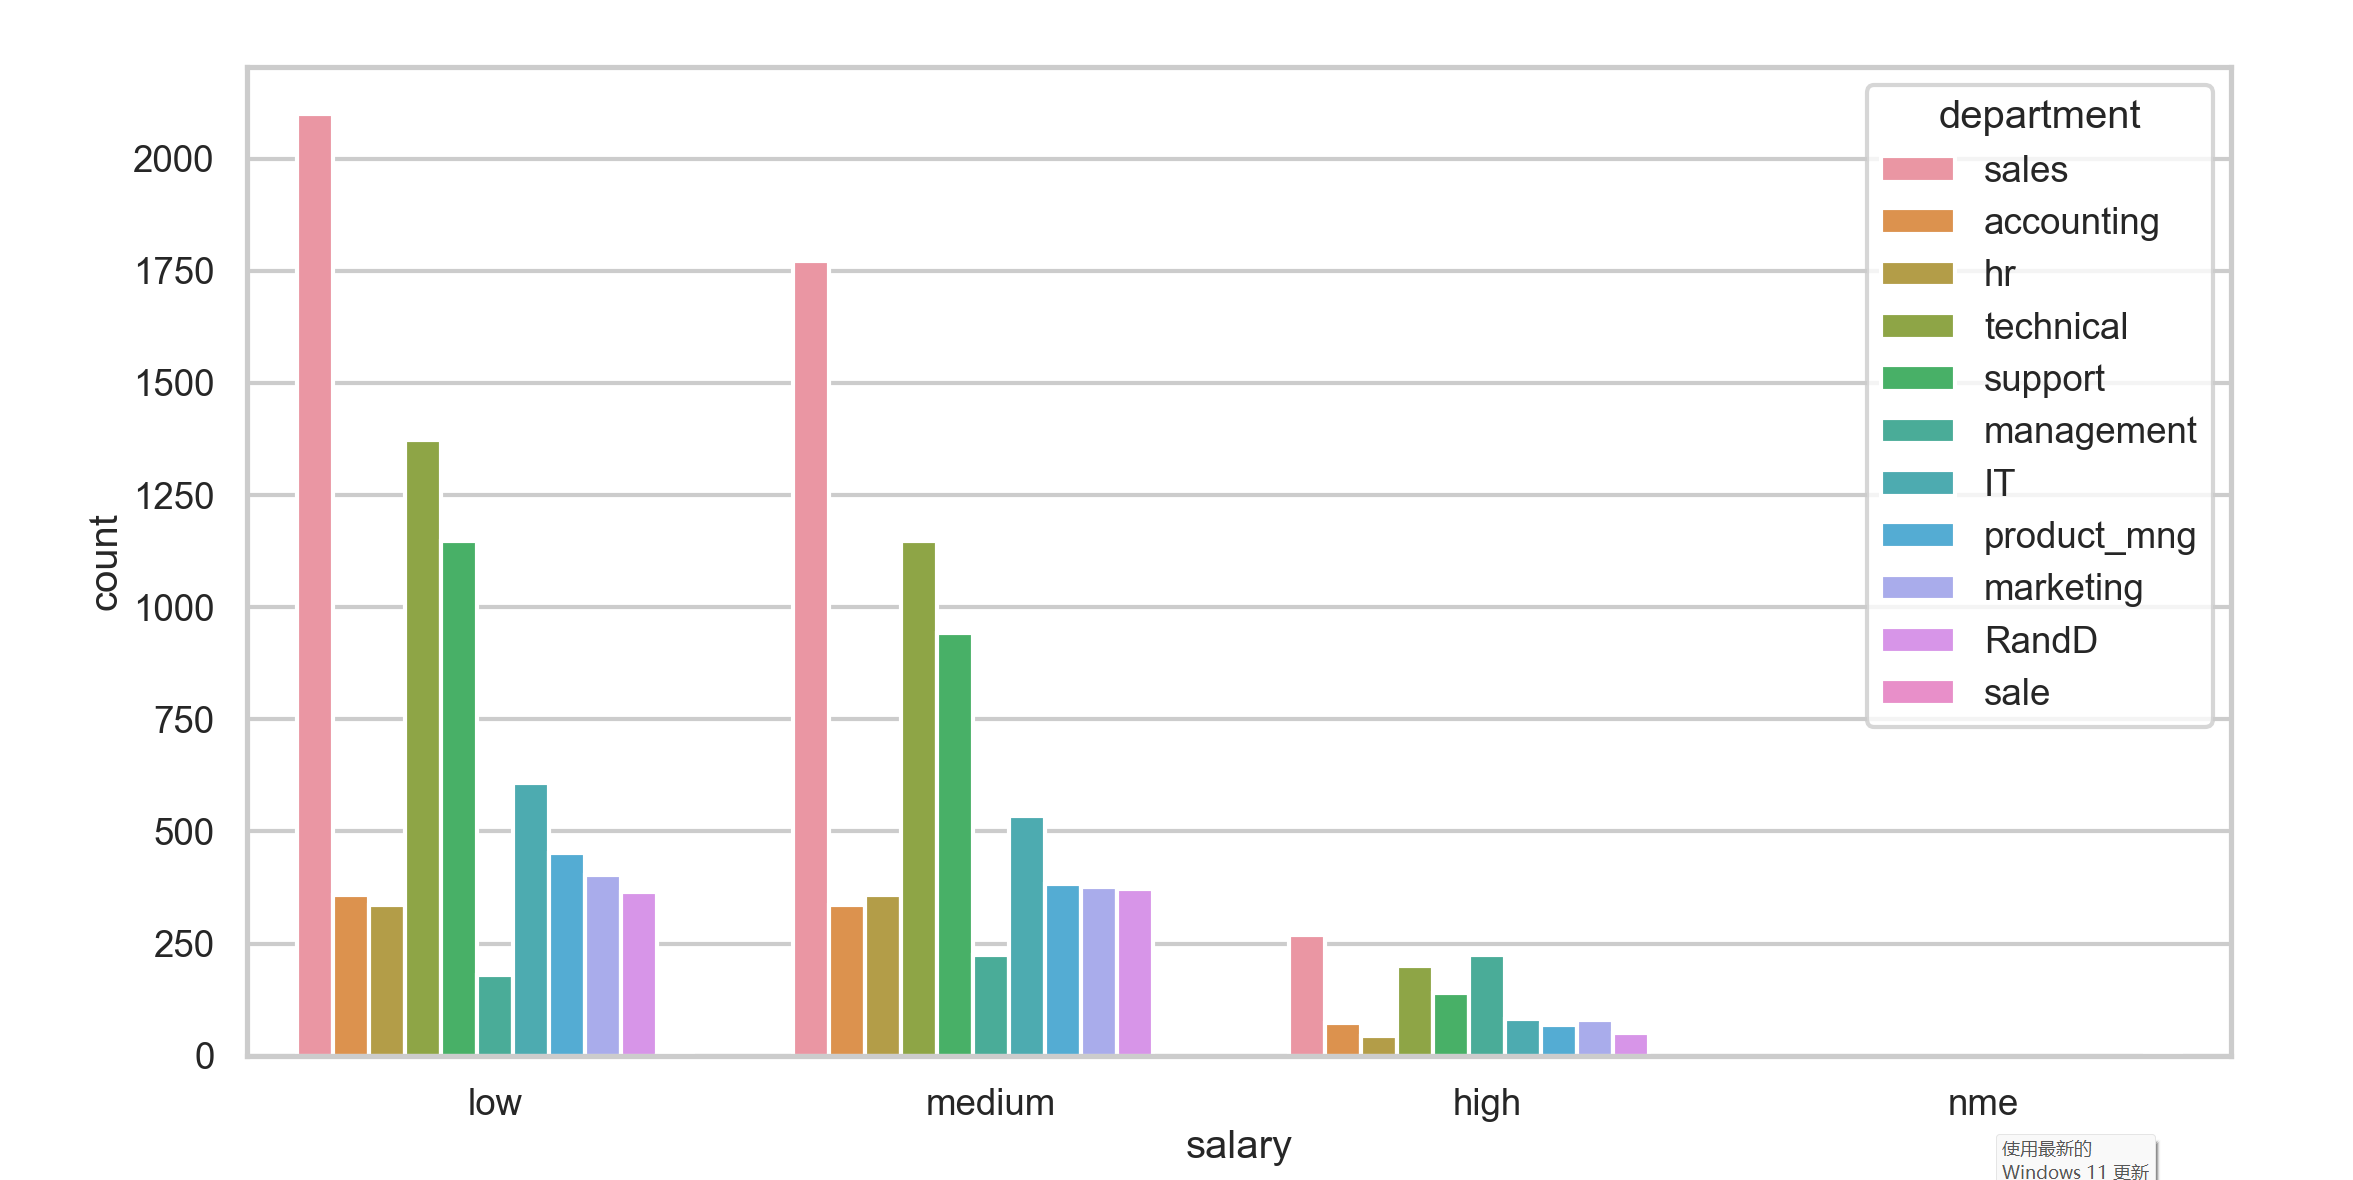 department
sales
accounting
hr
technical
support
management
IT
product_mng
marketing
RandD
sale
2000
1750
1500
1250
1000
750
500
250
0
count
low
medium
high
nme
salary
使用最新的
Windows 11 更新